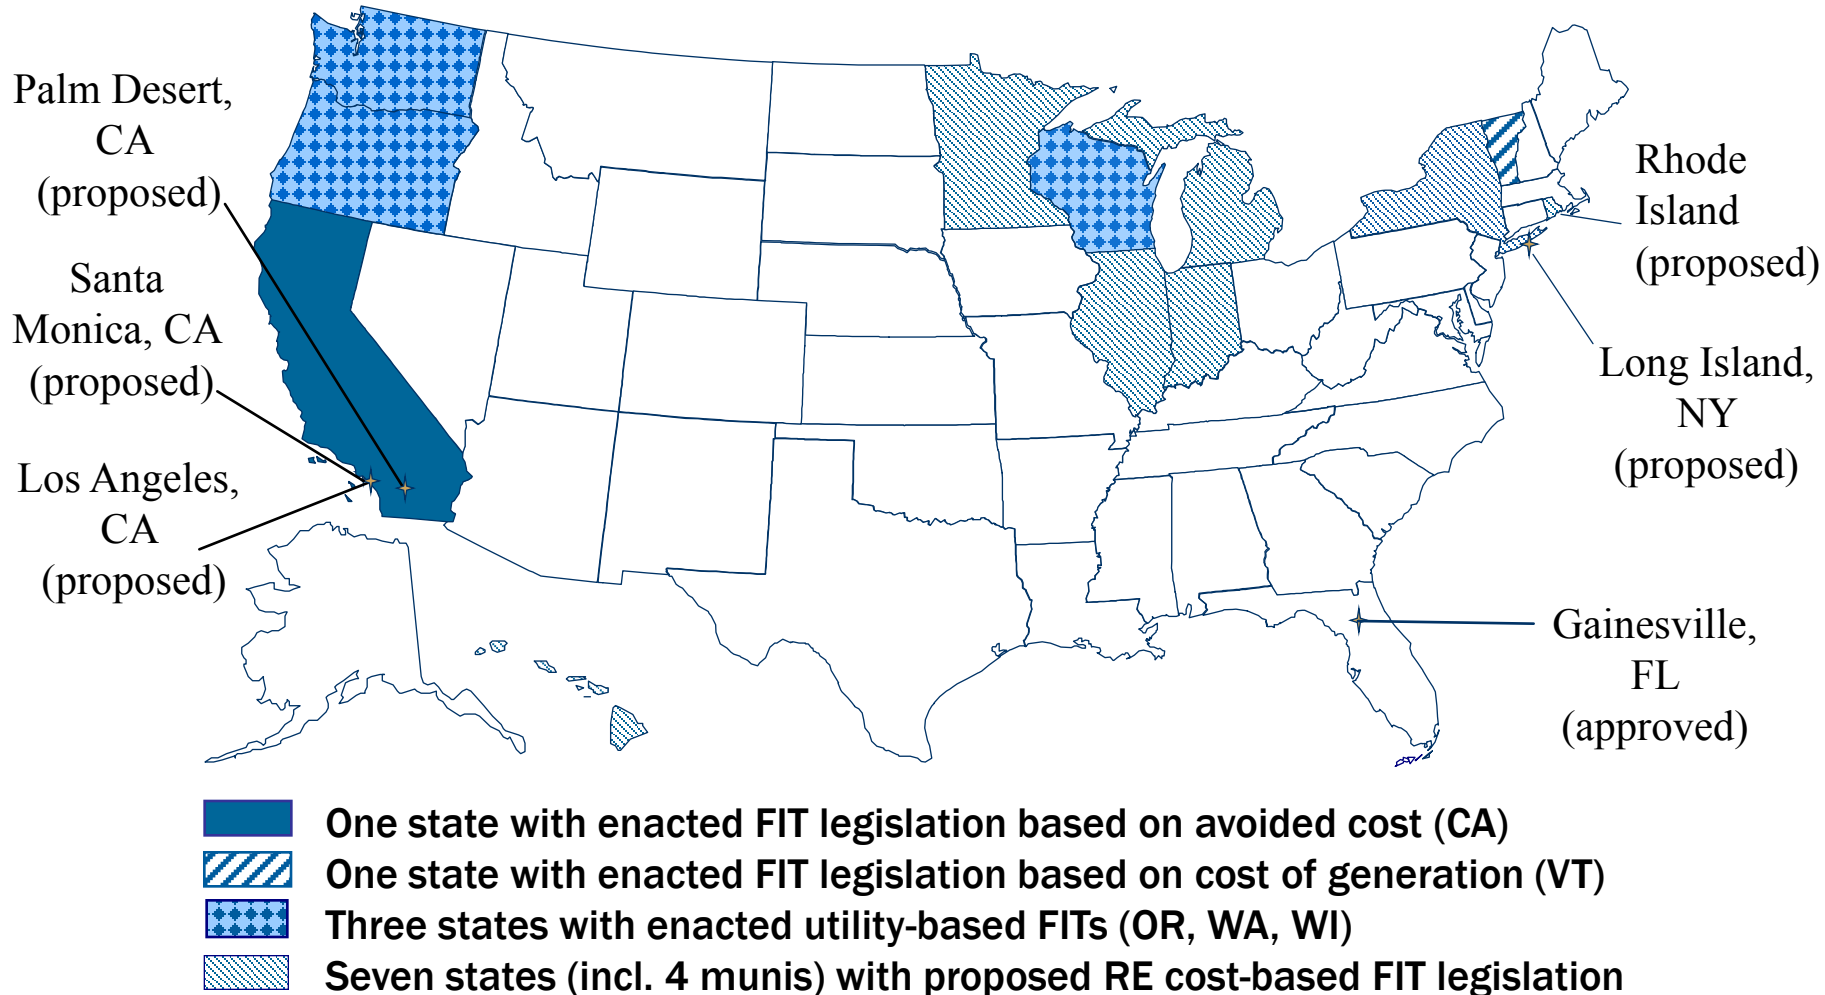 Palm Desert,
CA
(proposed)
Santa
Monica, CA
(proposed)
Los Angeles,
CA
(proposed)
Rhode
Island
(proposed)
Long Island,
NY
(proposed)
Gainesville,
FL
(approved)
One state with enacted FIT legislation based on avoided cost (CA)
One state with enacted FIT legislation based on cost of generation (VT)
Three states with enacted utility-based FITs (OR, WA, WI)
Seven states (incl. 4 munis) with proposed RE cost-based FIT legislation